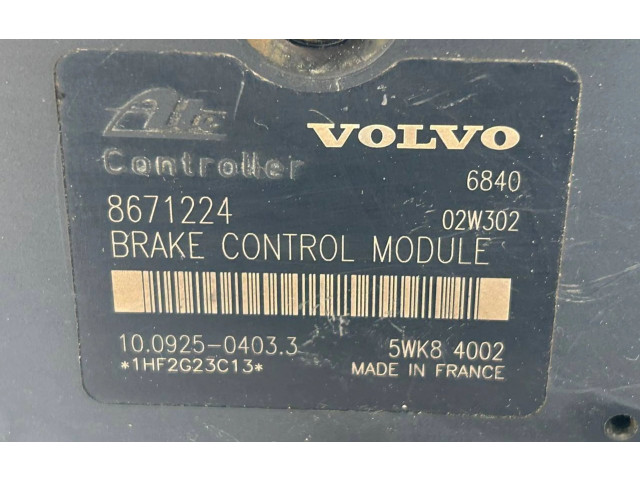 Ate VOLVO
Controller 6840
8671224 02W302
BRAKE CONTROL MODULE
10.0925-0403.3 5WK8 4002
*1HF2G23C13* MADE IN FRANCE